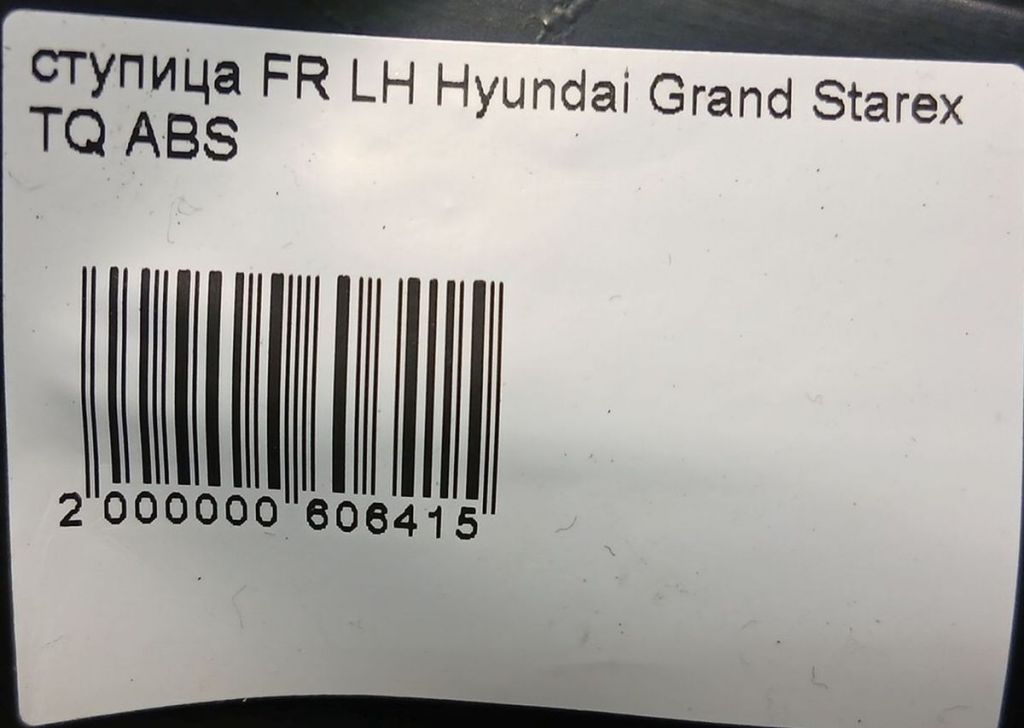 ступица FR LH Hyundai Grand Starex
TQ ABS
2 000000 606415